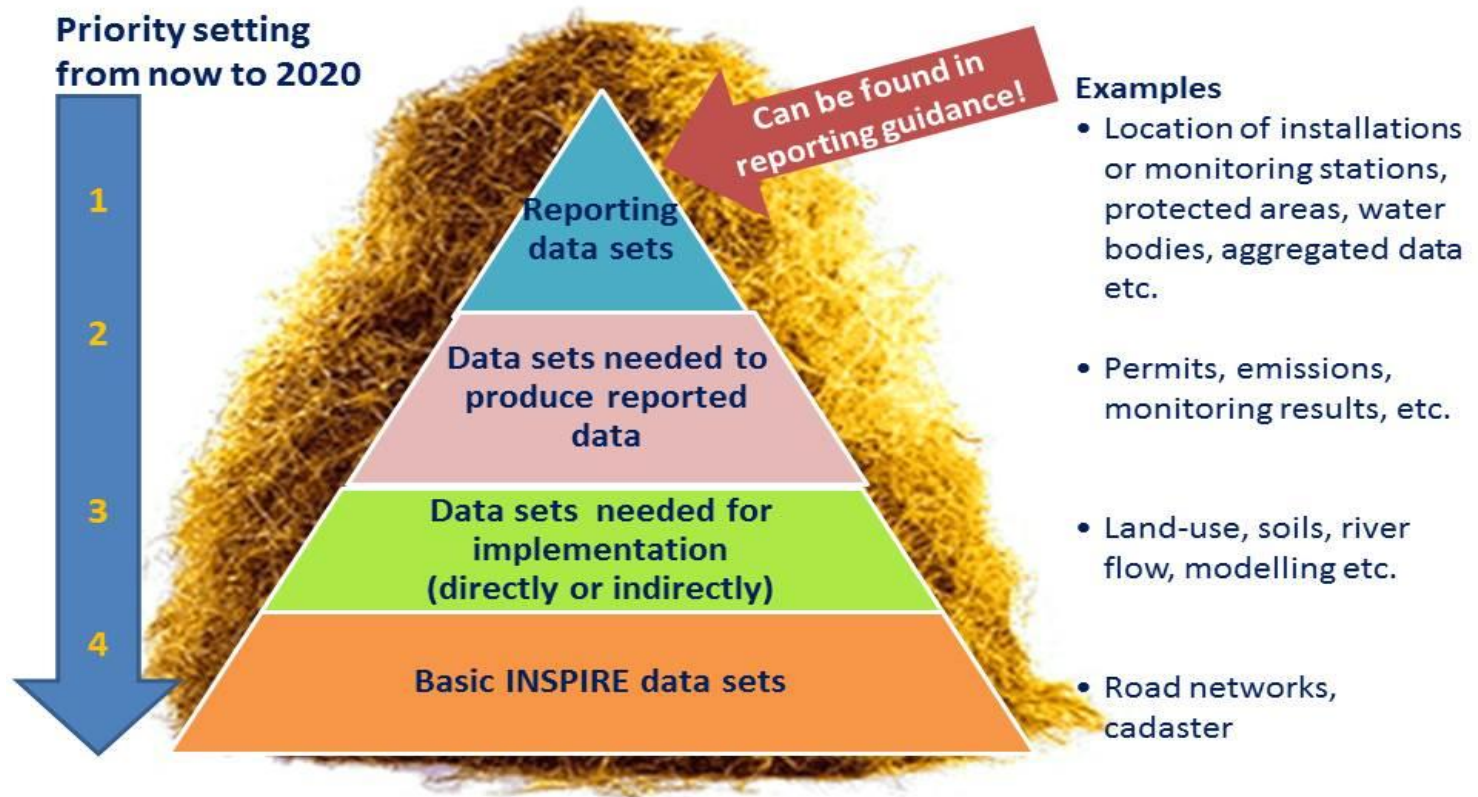 Priority setting
from now to 2020
1
2
3
4
Reporting
data sets
Data sets needed to
produce reported
data
Data sets needed for
implementation
(directly or indirectly)
Basic INSPIRE data sets
Can be found in
reporting guidance!
Examples
• Location of installations
or monitoring stations,
protected areas, water
bodies, aggregated data
etc.
• Permits, emissions,
monitoring results, etc.
• Land-use, soils, river
flow, modelling etc.
• Road networks,
cadaster